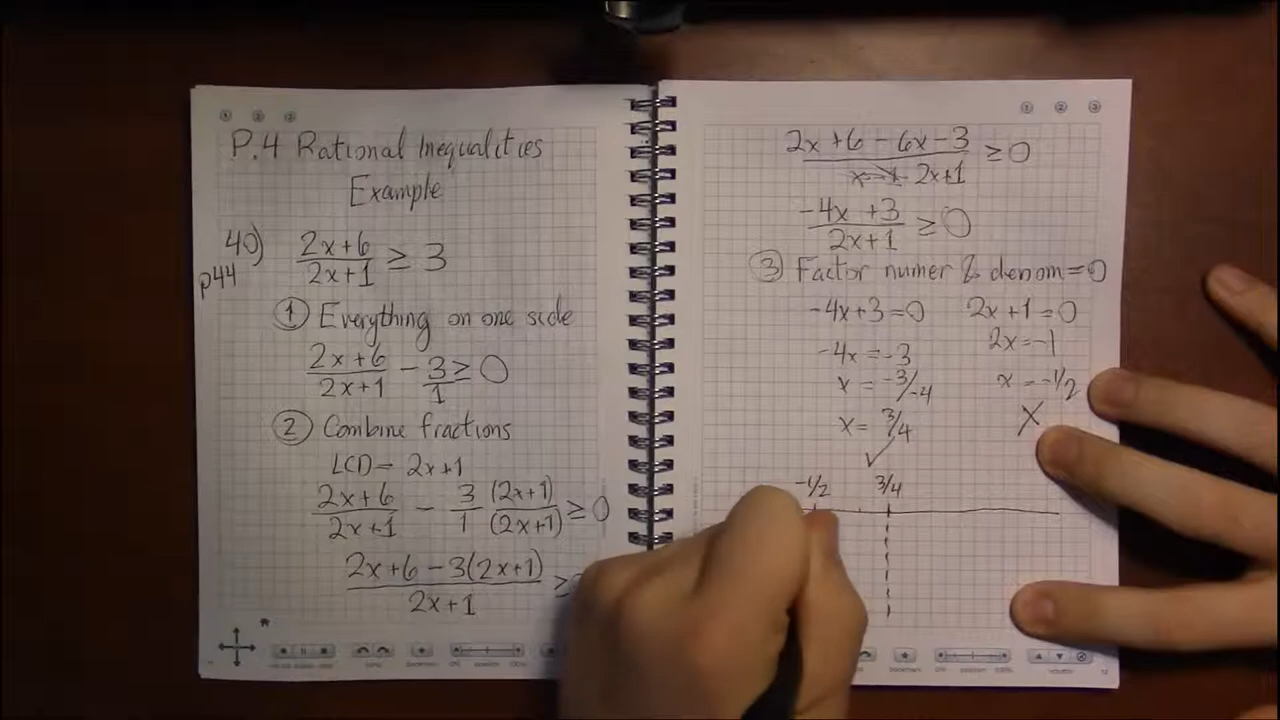 P.4 Rational Inequalities
Example
40)
p44
2x+6 / 2x+1 ≥ 3
① Everything on one side
2x+6 / 2x+1 - 3/1 ≥ 0
② Combine fractions
LCD - 2x+1
2x+6 / 2x+1 - 3/1 (2x+1)/(2x+1) ≥ 0
2x+6-3(2x+1) / 2x+1 ≥
2x+6-6x-3 / 2x+1 ≥ 0
-4x+3 / 2x+1 ≥ 0
③ Factor numer & denom=0
-4x+3=0 2x+1=0
-4x=-3 2x=-1
x=-3/-4 x=-1/2
x=3/4 X
✓
-1/2 3/4